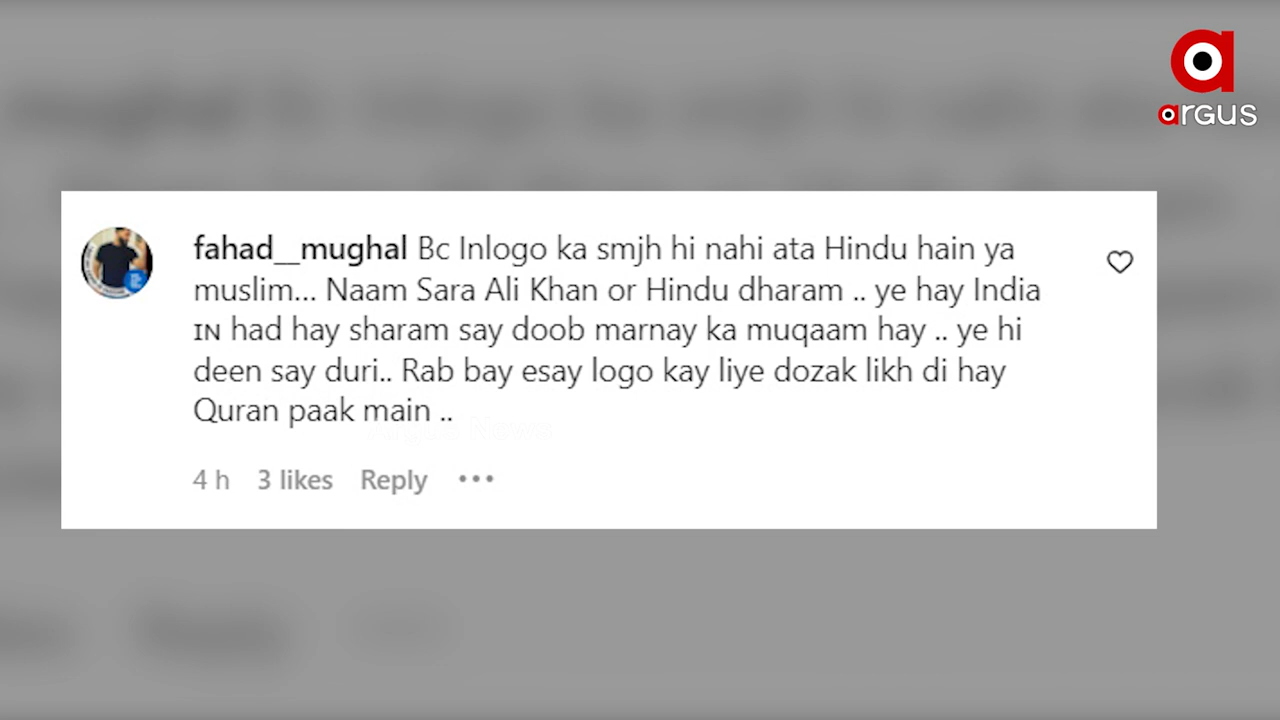 argus
fahad__mughal Bc Inlogo ka smjh hi nahi ata Hindu hain ya
muslim... Naam Sara Ali Khan or Hindu dharam .. ye hay India
IN had hay sharam say doob marnay ka muqaam hay .. ye hi
deen say duri.. Rab bay esay logo kay liye dozak likh di hay
Quran paak main ..
Argus News
4 h 3 likes Reply •••